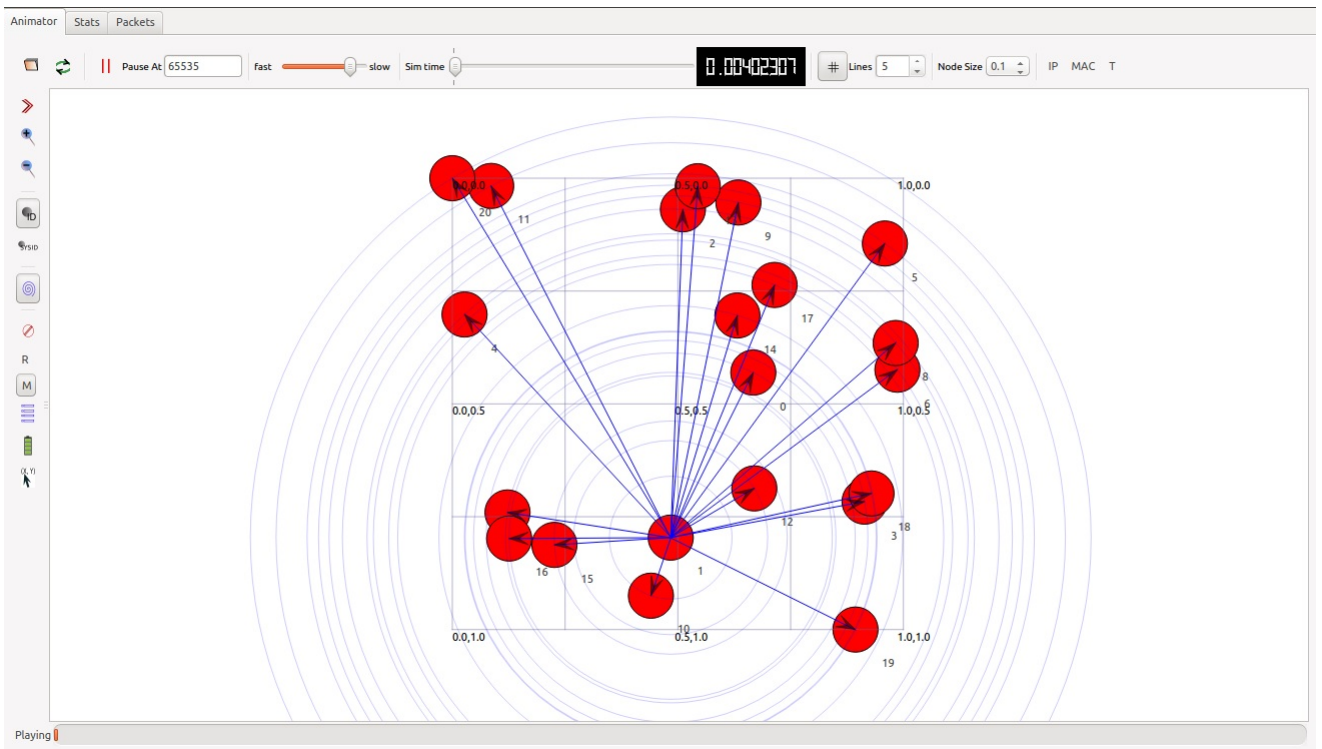 Animator Stats Packets
Pause At 65535 fast slow Sim time 0.00402307 # Lines 5 Node Size 0.1 IP MAC T
ID
SYSID
R
M
(X,Y)
0.0,0.0 0.5,0.0 1.0,0.0
20
11
2
9
5
17
4
14
8
0.0,0.5 0.5,0.5 0 1.0,0.5 6
12
18
3
16
15
1
10
0.0,1.0 0.5,1.0 1.0,1.0
19
Playing